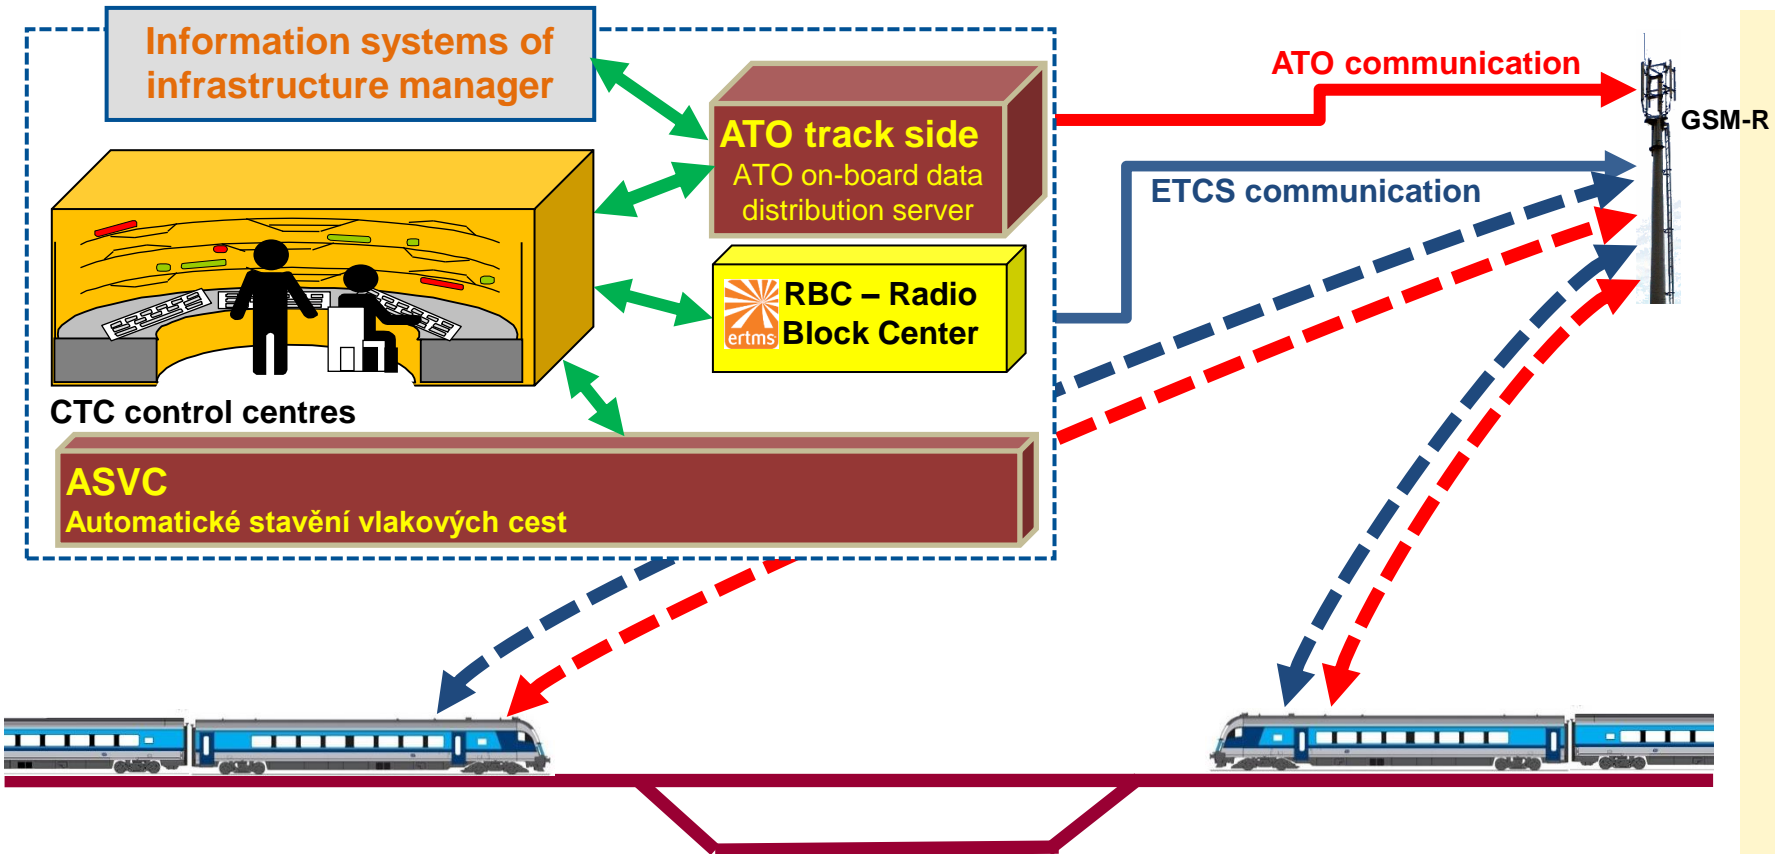 Information systems of
infrastructure manager
ATO track side
ATO on-board data
distribution server
ATO communication
GSM-R
ETCS communication
ertms
RBC – Radio
Block Center
CTC control centres
ASVC
Automatické stavění vlakových cest